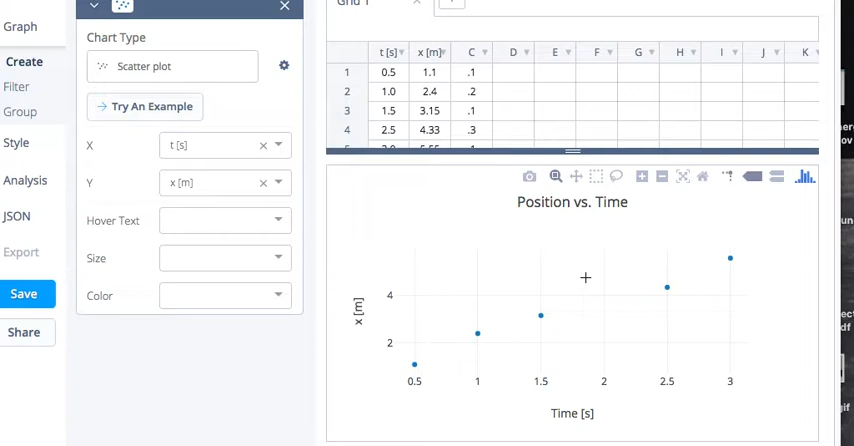 Grid 1
Graph
Create
Filter
Group
Style
Analysis
JSON
Export
Save
Share
Chart Type
Scatter plot
Try An Example
X t [s]
Y x [m]
Hover Text
Size
Color
t [s] x [m] C D E F G H I J K
1 0.5 1.1 .1
2 1.0 2.4 .2
3 1.5 3.15 .1
4 2.5 4.33 .3
Position vs. Time
x [m]
4
2
0.5 1 1.5 2 2.5 3
Time [s]